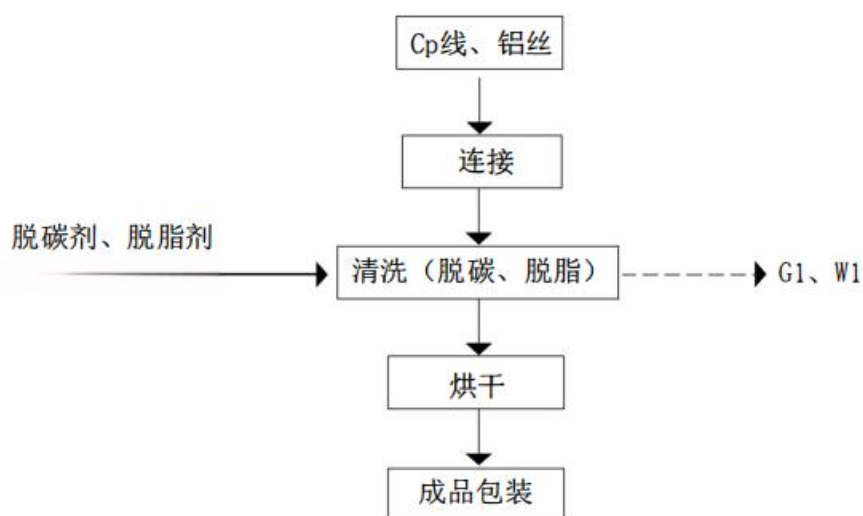 Cp线、铝丝
连接
脱碳剂、脱脂剂
清洗（脱碳、脱脂）
G1、W1
烘干
成品包装